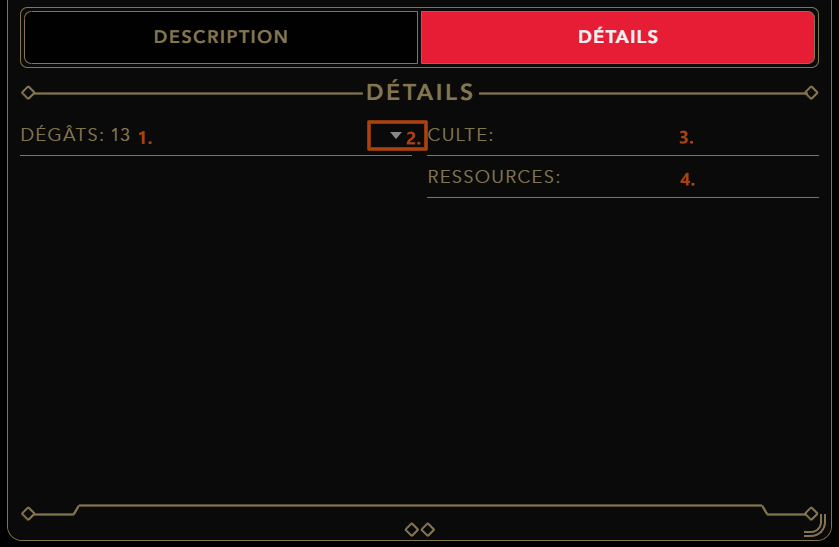 DESCRIPTION DÉTAILS
DÉTAILS
DÉGÂTS: 13 1. 2. CULTE: 3.
RESSOURCES: 4.